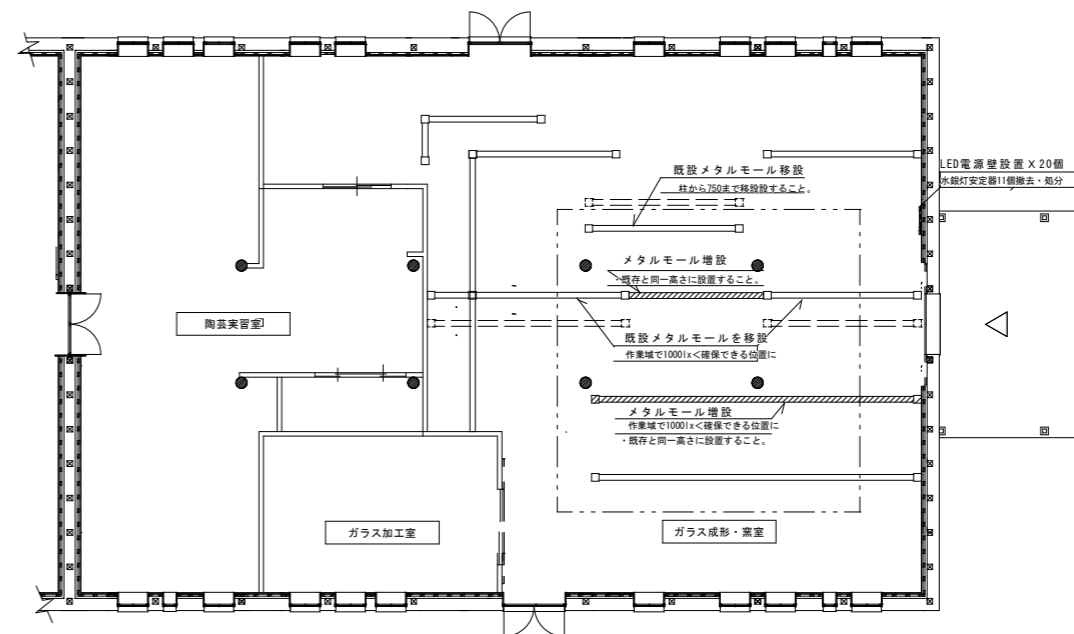 LED電源壁設置X20個
水銀灯安定器11個撤去・処分
既設メタルモール移設
柱から750まで移設設すること。
メタルモール増設
・既存と同一高さに設置すること。
陶芸実習室
既設メタルモールを移設
作業域で1000lx<確保できる位置に
メタルモール増設
作業域で1000lx<確保できる位置に
・既存と同一高さに設置すること。
ガラス加工室
ガラス成形・窯室